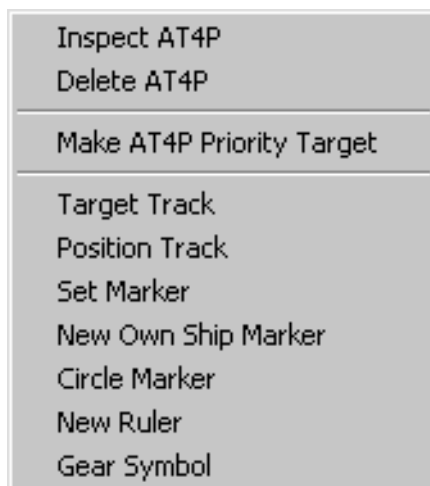 Inspect AT4P
Delete AT4P
Make AT4P Priority Target
Target Track
Position Track
Set Marker
New Own Ship Marker
Circle Marker
New Ruler
Gear Symbol